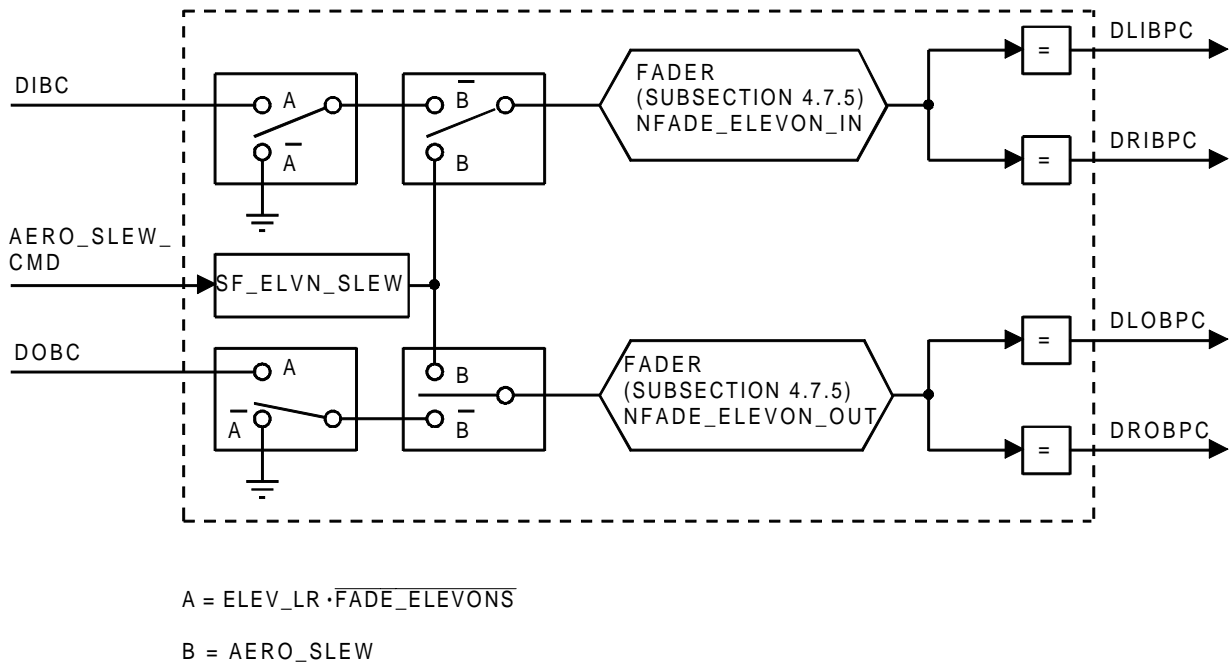 DLIBPC
=
DIBC
A
A̅
B̅
B
FADER
(SUBSECTION 4.7.5)
NFADE_ELEVON_IN
DRIBPC
=
AERO_SLEW_
CMD
SF_ELVN_SLEW
DOBC
A
A̅
B
B̅
FADER
(SUBSECTION 4.7.5)
NFADE_ELEVON_OUT
DLOBPC
=
DROBPC
=
A = ELEV_LR · F̅A̅D̅E̅_̅E̅L̅E̅V̅O̅N̅S̅
B = AERO_SLEW